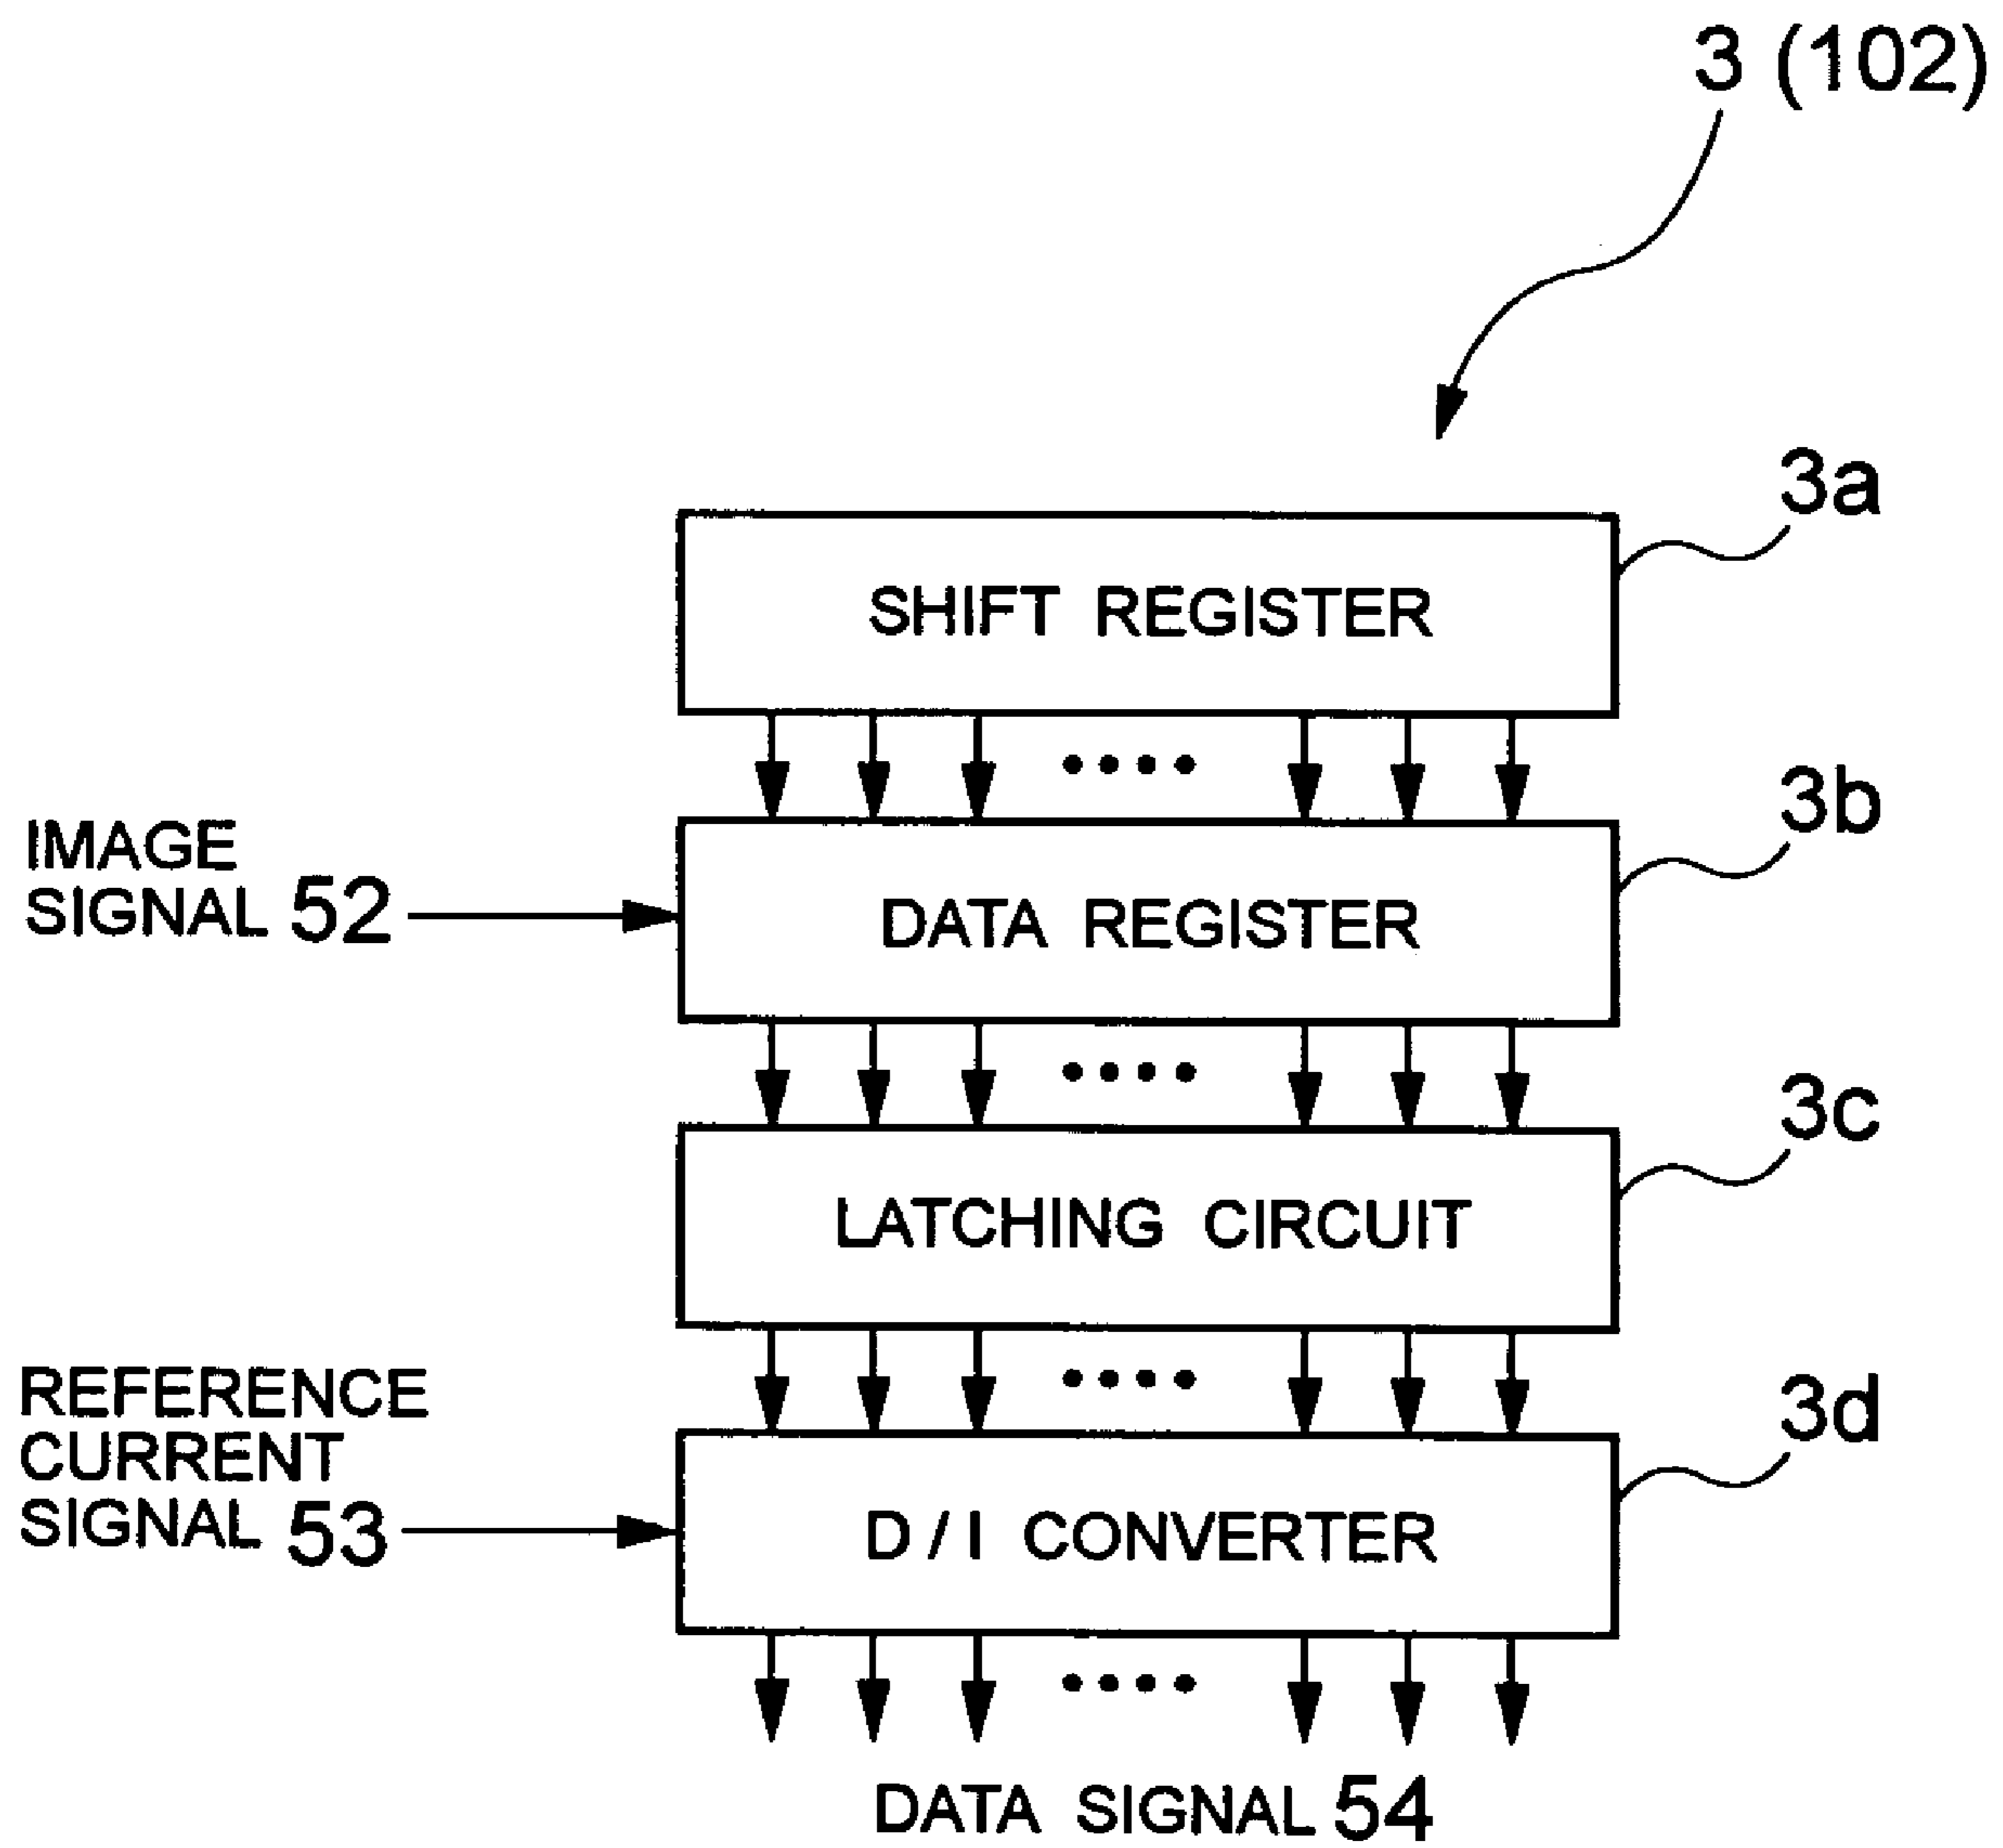 3 (102)
3a
SHIFT REGISTER
3b
IMAGE
SIGNAL 52
DATA REGISTER
3c
LATCHING CIRCUIT
3d
REFERENCE
CURRENT
SIGNAL 53
D / I CONVERTER
DATA SIGNAL 54